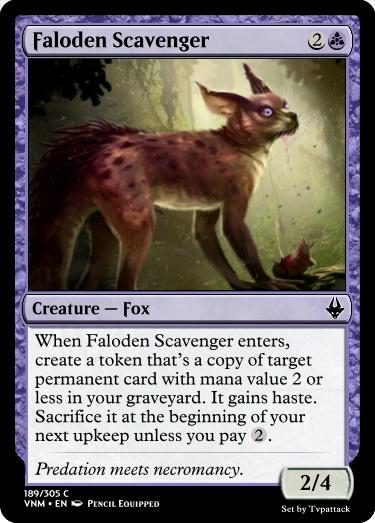 Faloden Scavenger 2
Creature — Fox
When Faloden Scavenger enters,
create a token that's a copy of target
permanent card with mana value 2 or
less in your graveyard. It gains haste.
Sacrifice it at the beginning of your
next upkeep unless you pay 2.
Predation meets necromancy.
2/4
189/305 C
VNM • EN Pencil Equipped
Set by Tvpattack